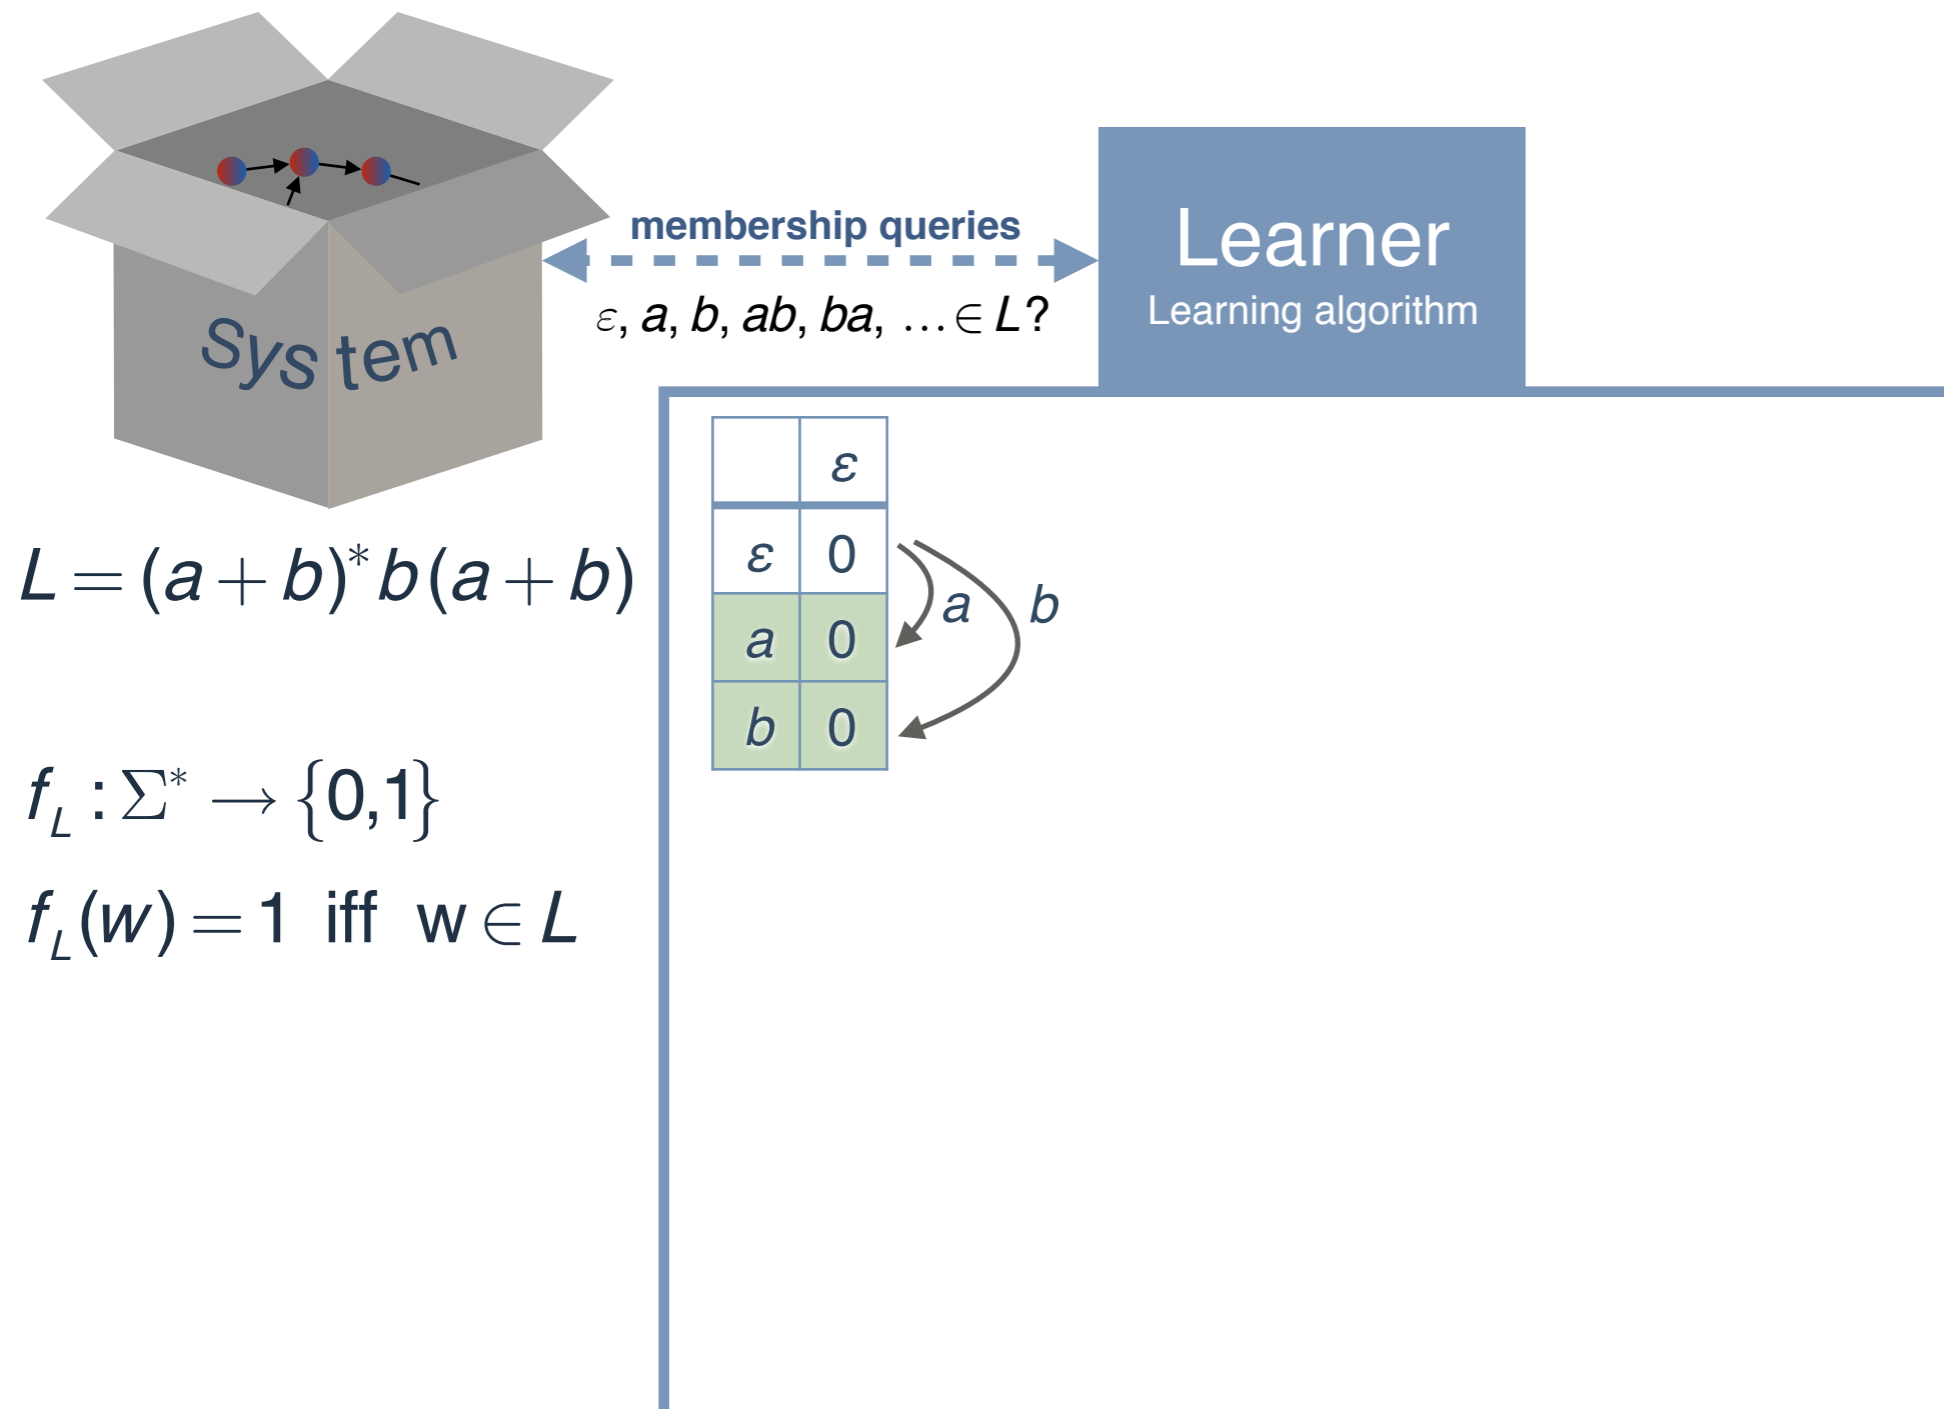 System
membership queries
ε, a, b, ab, ba, … ∈ L?
Learner
Learning algorithm
L = (a + b)* b (a + b)
f_L : Σ* → {0,1}
f_L(w) = 1 iff w ∈ L
ε
ε 0
a 0
b 0
a b